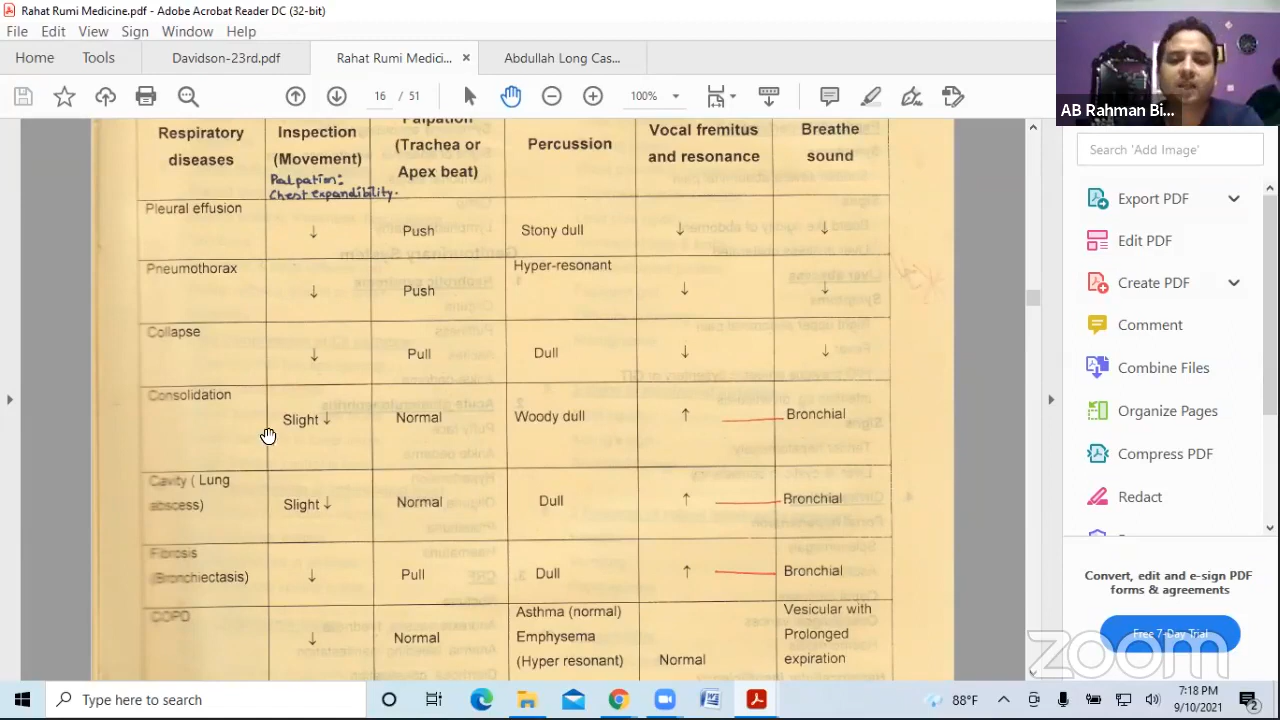 Rahat Rumi Medicine.pdf - Adobe Acrobat Reader DC (32-bit)
File Edit View Sign Window Help
Home Tools Davidson-23rd.pdf Rahat Rumi Medici... × Abdullah Long Cas...
16 / 51 100%
AB Rahman Bi...
Respiratory diseases
Inspection (Movement)
Palpation:
Chest expandibility.
Palpation (Trachea or Apex beat)
Percussion
Vocal fremitus and resonance
Breathe sound
Pleural effusion ↓ Push Stony dull ↓ ↓
Pneumothorax ↓ Push Hyper-resonant ↓ ↓
Collapse ↓ Pull Dull ↓ ↓
Consolidation Slight ↓ Normal Woody dull ↑ Bronchial
Cavity ( Lung abscess) Slight ↓ Normal Dull ↑ Bronchial
Fibrosis (Bronchiectasis) ↓ Pull Dull ↑ Bronchial
COPD ↓ Normal Asthma (normal) Emphysema (Hyper resonant) Normal Vesicular with Prolonged expiration
Search 'Add Image'
Export PDF
Edit PDF
Create PDF
Comment
Combine Files
Organize Pages
Compress PDF
Redact
Convert, edit and e-sign PDF
forms & agreements
Free 7-Day Trial
zoom
Type here to search
88°F
7:18 PM
9/10/2021
2